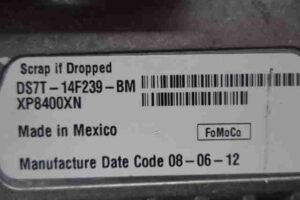 Scrap if Dropped
DS7T-14F239-BM
XP8400XN
Made in Mexico
FoMoCo
Manufacture Date Code 08-06-12